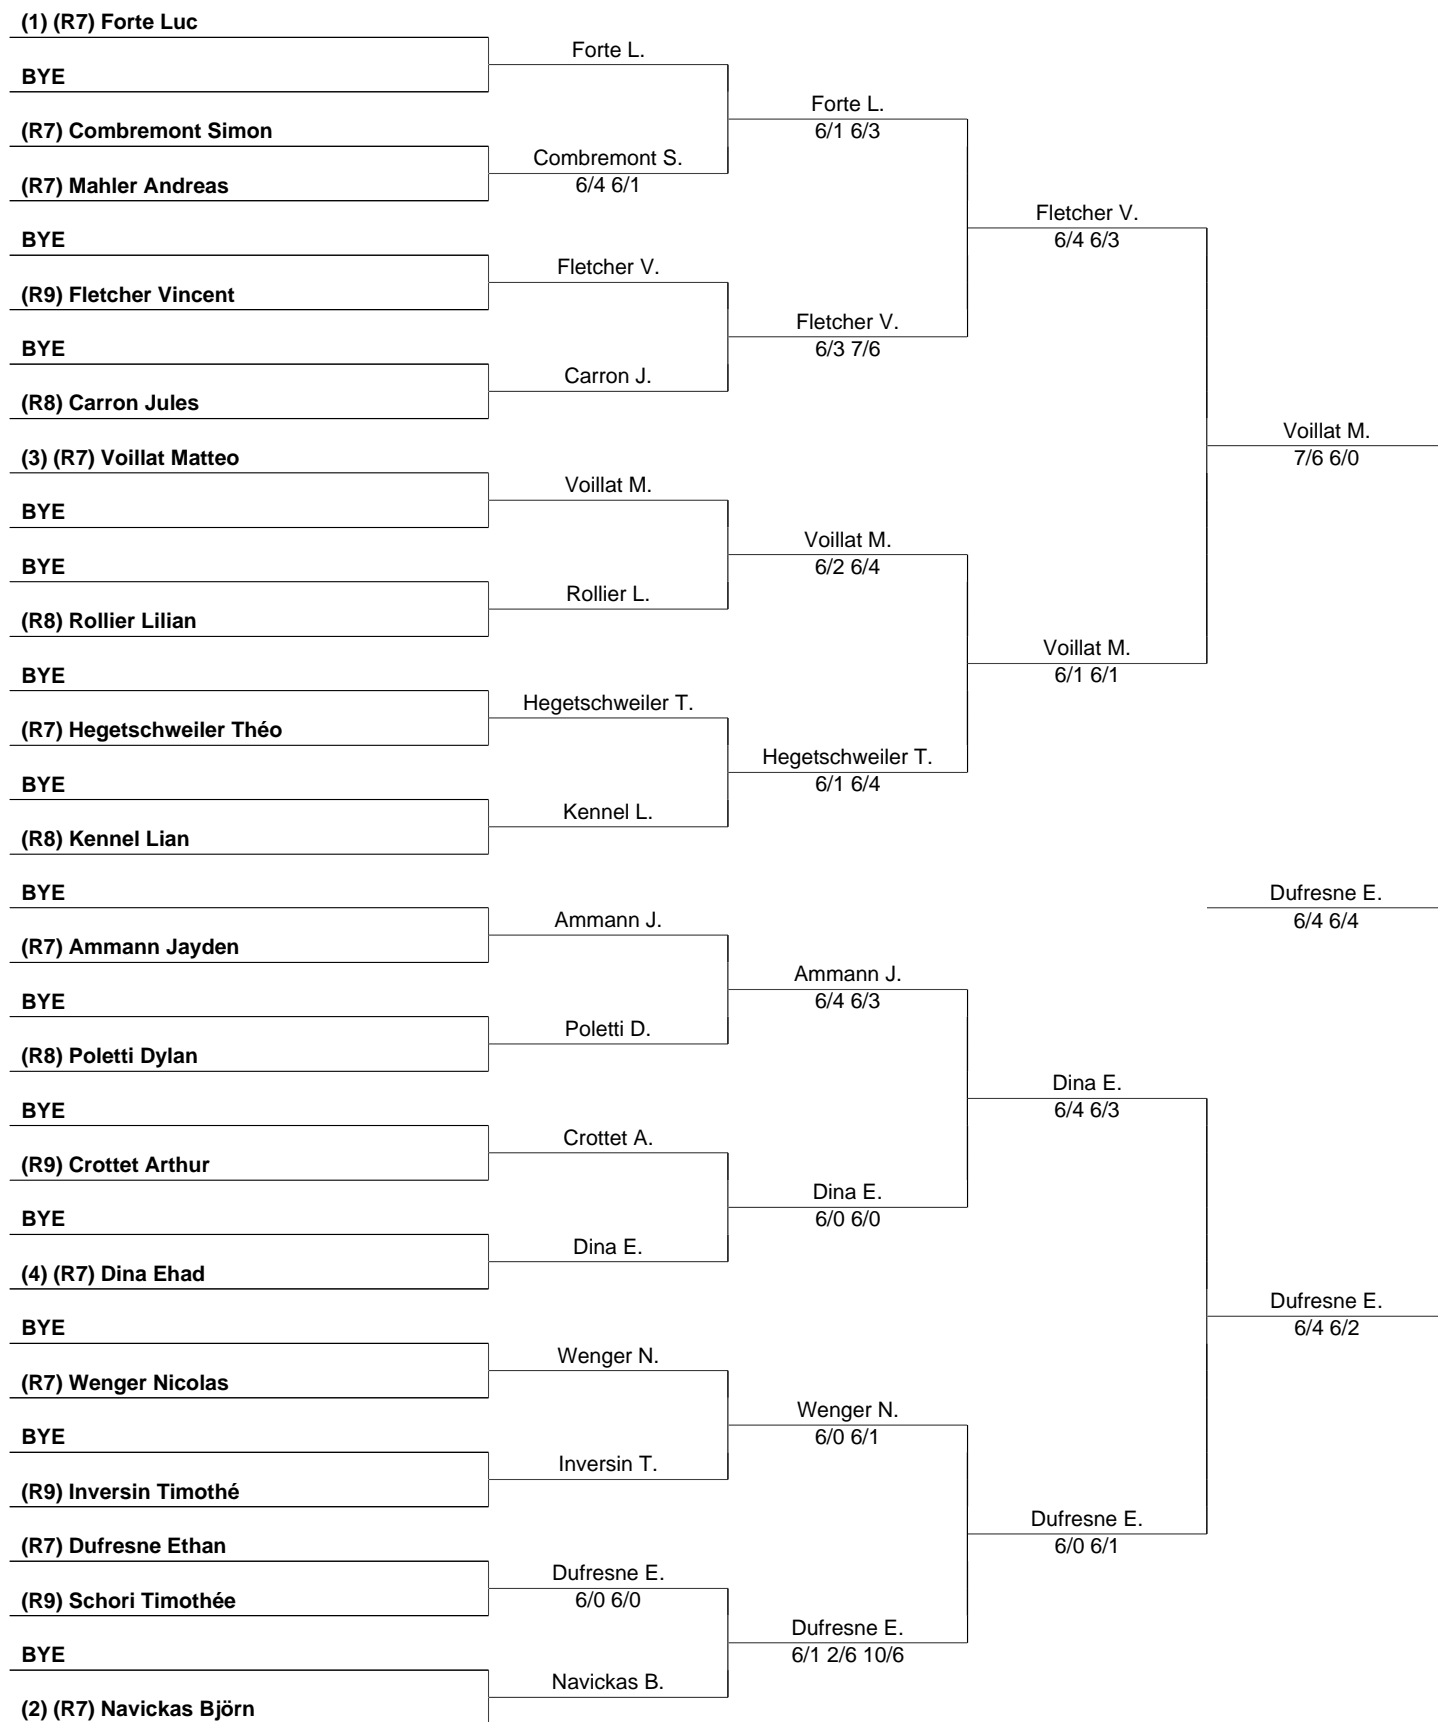 (1) (R7) Forte Luc
BYE
(R7) Combremont Simon
(R7) Mahler Andreas
BYE
(R9) Fletcher Vincent
BYE
(R8) Carron Jules
(3) (R7) Voillat Matteo
BYE
BYE
(R8) Rollier Lilian
BYE
(R7) Hegetschweiler Théo
BYE
(R8) Kennel Lian
BYE
(R7) Ammann Jayden
BYE
(R8) Poletti Dylan
BYE
(R9) Crottet Arthur
BYE
(4) (R7) Dina Ehad
BYE
(R7) Wenger Nicolas
BYE
(R9) Inversin Timothé
(R7) Dufresne Ethan
(R9) Schori Timothée
BYE
(2) (R7) Navickas Björn
Forte L.
Combremont S.
6/4 6/1
Fletcher V.
Carron J.
Voillat M.
Rollier L.
Hegetschweiler T.
Kennel L.
Ammann J.
Poletti D.
Crottet A.
Dina E.
Wenger N.
Inversin T.
Dufresne E.
6/0 6/0
Navickas B.
Forte L.
6/1 6/3
Fletcher V.
6/3 7/6
Voillat M.
6/2 6/4
Hegetschweiler T.
6/1 6/4
Ammann J.
6/4 6/3
Dina E.
6/0 6/0
Wenger N.
6/0 6/1
Dufresne E.
6/1 2/6 10/6
Fletcher V.
6/4 6/3
Voillat M.
6/1 6/1
Dina E.
6/4 6/3
Dufresne E.
6/0 6/1
Voillat M.
7/6 6/0
Dufresne E.
6/4 6/4
Dufresne E.
6/4 6/2